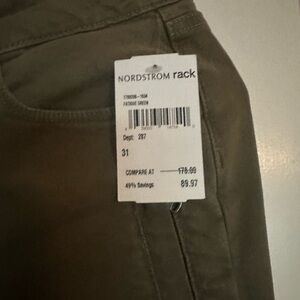 NORDSTROM rack
FATIGUE GREEN
Dept: 287
31
COMPARE AT 178.00
49% Savings 89.97